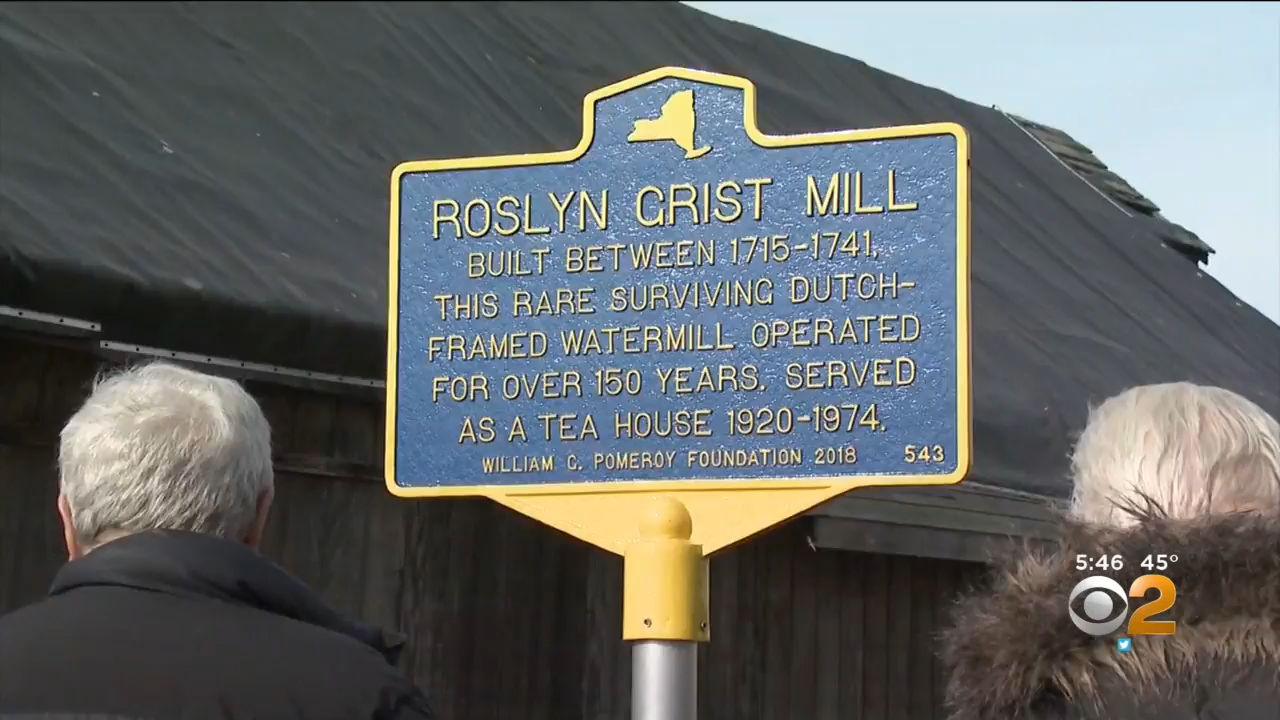 ROSLYN GRIST MILL
BUILT BETWEEN 1715-1741,
THIS RARE SURVIVING DUTCH-
FRAMED WATERMILL OPERATED
FOR OVER 150 YEARS. SERVED
AS A TEA HOUSE 1920-1974.
WILLIAM G. POMEROY FOUNDATION 2018 543
5:46 45°
2